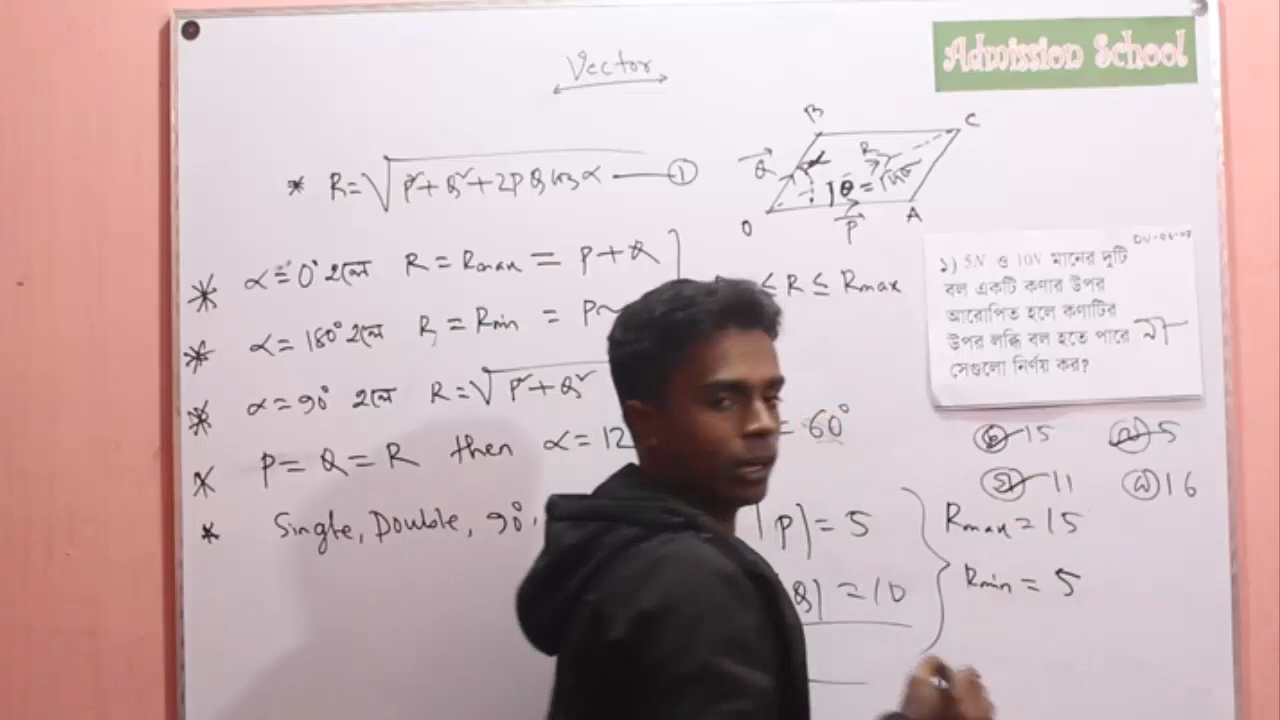 Vector
Admission School
* R=√P²+Q²+2PQ cosα ——①
B
C
Q
R
α
θ =
O
P
A
* α=0° হলে R = Rmax = P+Q
≤ R ≤ Rmax
* α=180° হলে R = Rmin = P~
* α=90° হলে R=√P²+Q²
* P=Q=R then α=12
= 60°
* Single, Double, 90°,
১) 5N ও 10N মানের দুটি
বল একটি কণার উপর
আরোপিত হলে কণাটির
উপর লব্ধি বল হতে পারে না
সেগুলো নির্ণয় কর?
15
5
11
16
|P|=5
Q|=10
Rmax=15
Rmin=5